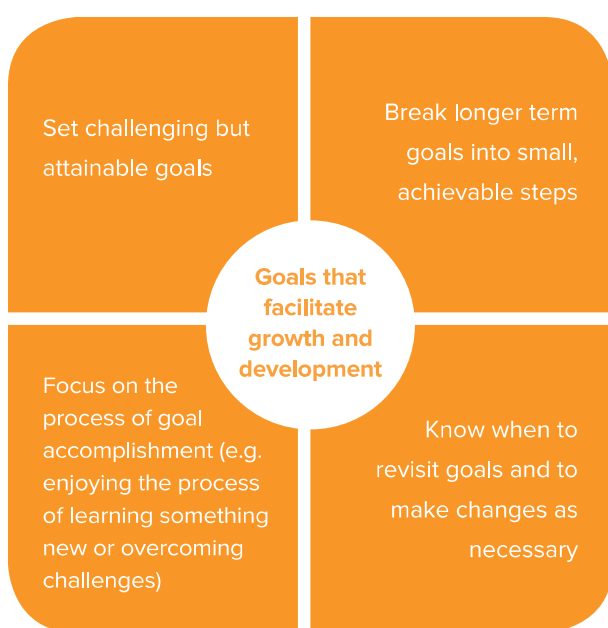 Set challenging but
attainable goals
Break longer term
goals into small,
achievable steps
Goals that
facilitate
growth and
development
Focus on the
process of goal
accomplishment (e.g.
enjoying the process
of learning something
new or overcoming
challenges)
Know when to
revisit goals and to
make changes as
necessary